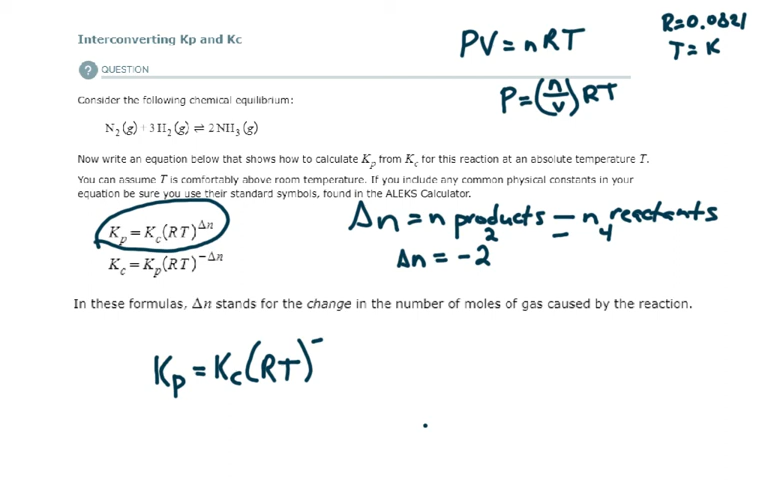 Interconverting Kp and Kc
PV = nRT
R=0.0821
T= K
? QUESTION
P=(n/V)RT
Consider the following chemical equilibrium:
N₂(g) + 3H₂(g) ⇌ 2NH₃(g)
Now write an equation below that shows how to calculate Kₚ from K_c for this reaction at an absolute temperature T.
You can assume T is comfortably above room temperature. If you include any common physical constants in your
equation be sure you use their standard symbols, found in the ALEKS Calculator.
Kₚ = K_c(RT)^Δn
Δn = n products − n reactants
2 4
K_c = Kₚ(RT)^−Δn
Δn = -2
In these formulas, Δn stands for the change in the number of moles of gas caused by the reaction.
Kₚ = K_c(RT)^-